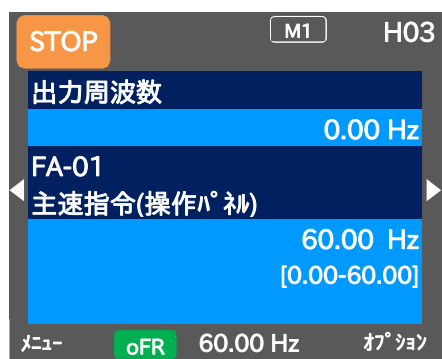 STOP M1 H03
出力周波数
0.00 Hz
FA-01
主速指令(操作ﾊﾟﾈﾙ)
60.00 Hz
[0.00-60.00]
ﾒﾆｭｰ oFR 60.00 Hz ｵﾌﾟｼｮﾝ